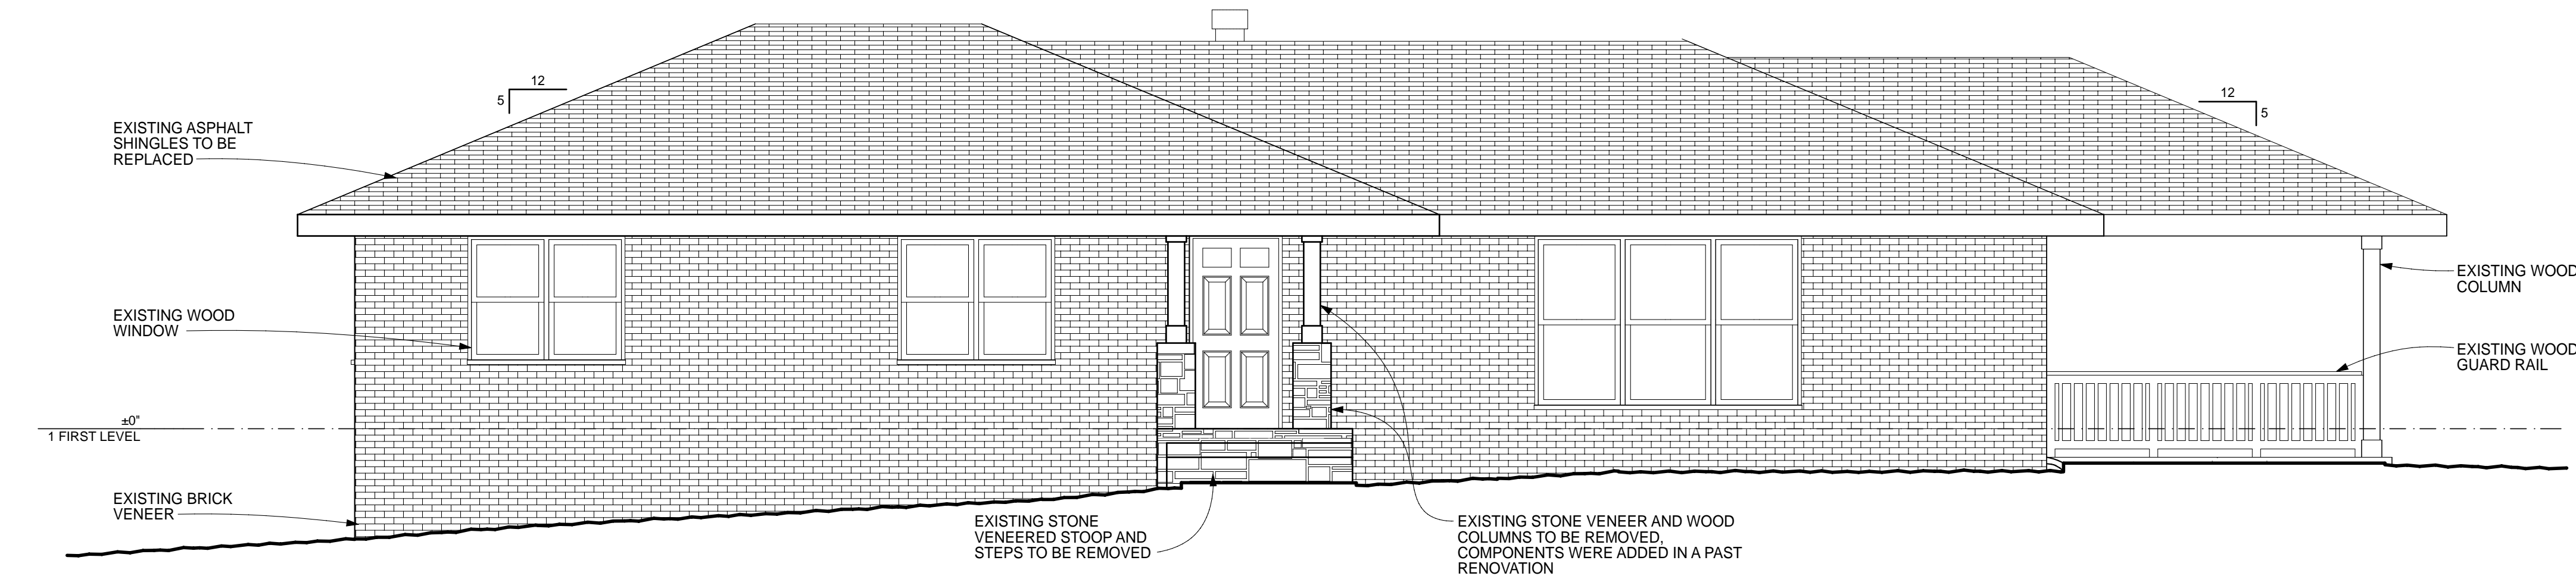 12
5
12
5
EXISTING ASPHALT
SHINGLES TO BE
REPLACED
EXISTING WOOD
COLUMN
EXISTING WOOD
WINDOW
EXISTING WOOD
GUARD RAIL
±0"
1 FIRST LEVEL
EXISTING BRICK
VENEER
EXISTING STONE
VENEERED STOOP AND
STEPS TO BE REMOVED
EXISTING STONE VENEER AND WOOD
COLUMNS TO BE REMOVED,
COMPONENTS WERE ADDED IN A PAST
RENOVATION